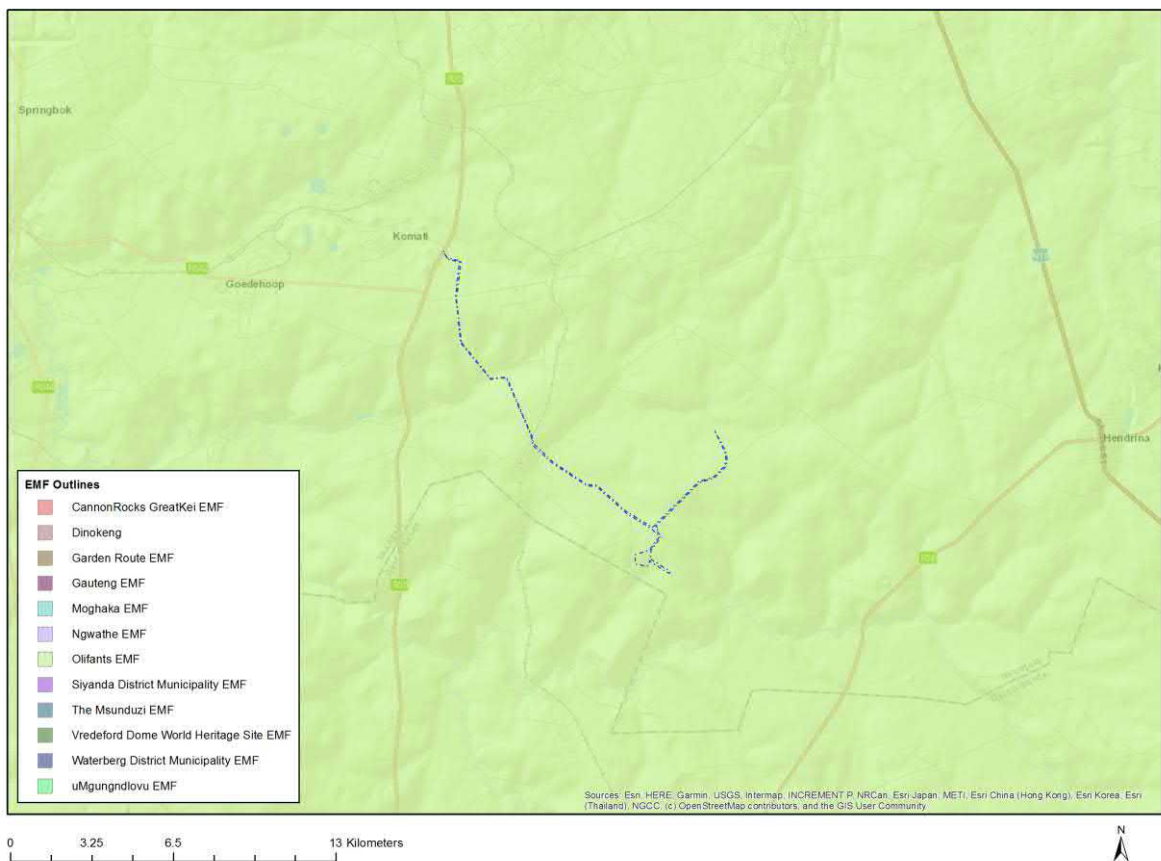 Springbok
Komati
Goedehoop
Hendrina
EMF Outlines
CannonRocks GreatKei EMF
Dinokeng
Garden Route EMF
Gauteng EMF
Moghaka EMF
Ngwathe EMF
Olifants EMF
Siyanda District Municipality EMF
The Msunduzi EMF
Vredeford Dome World Heritage Site EMF
Waterberg District Municipality EMF
uMgungndlovu EMF
Sources: Esri, HERE, Garmin, USGS, Intermap, INCREMENT P, NRCan, Esri Japan, METI, Esri China (Hong Kong), Esri Korea, Esri
(Thailand), NGCC, (c) OpenStreetMap contributors, and the GIS User Community
0 3.25 6.5 13 Kilometers
N